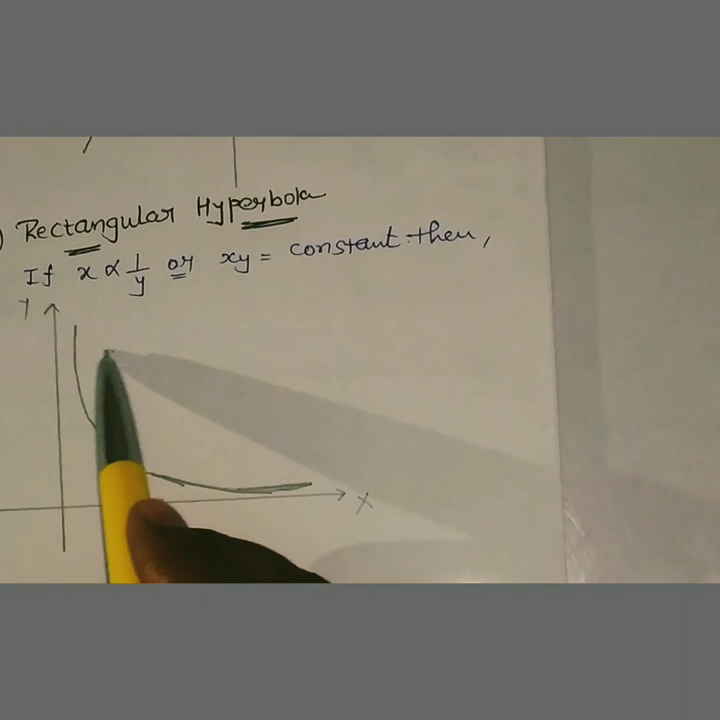 ) Rectangular Hyperbola
If x ∝ 1/y or xy = constant then,
Y
X